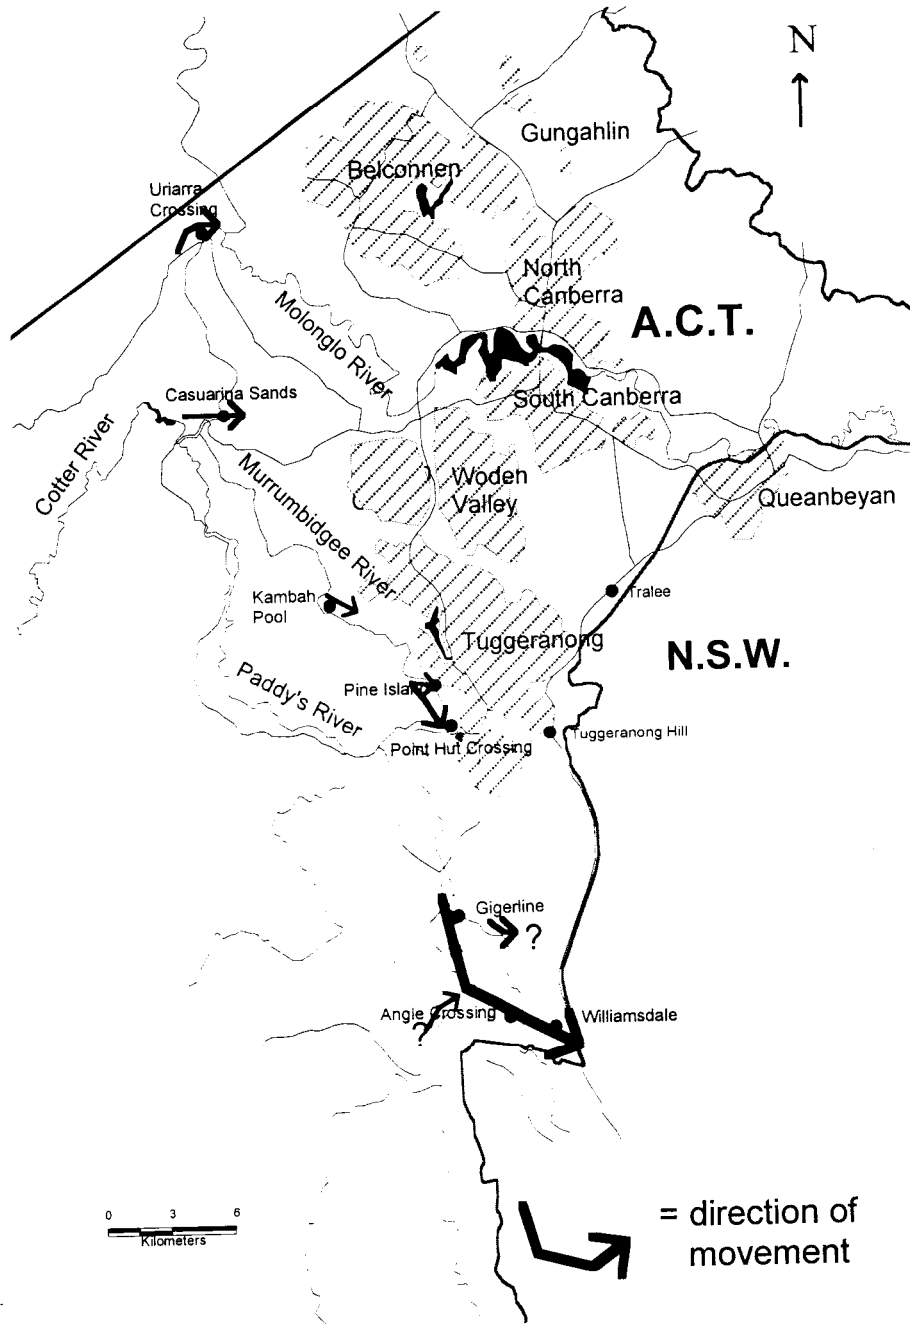 N
Gungahlin
Belconnen
Uriarra
Crossing
North
Canberra
A.C.T.
Molonglo River
Casuarina Sands
South Canberra
Cotter River
Murrumbidgee River
Woden
Valley
Queanbeyan
Kambah
Pool
Tralee
Tuggeranong
N.S.W.
Paddy's River
Pine Island
Tuggeranong Hill
Point Hut Crossing
Gigerline
?
Angle Crossing
?
Williamsdale
0 3 6
Kilometers
= direction of
movement